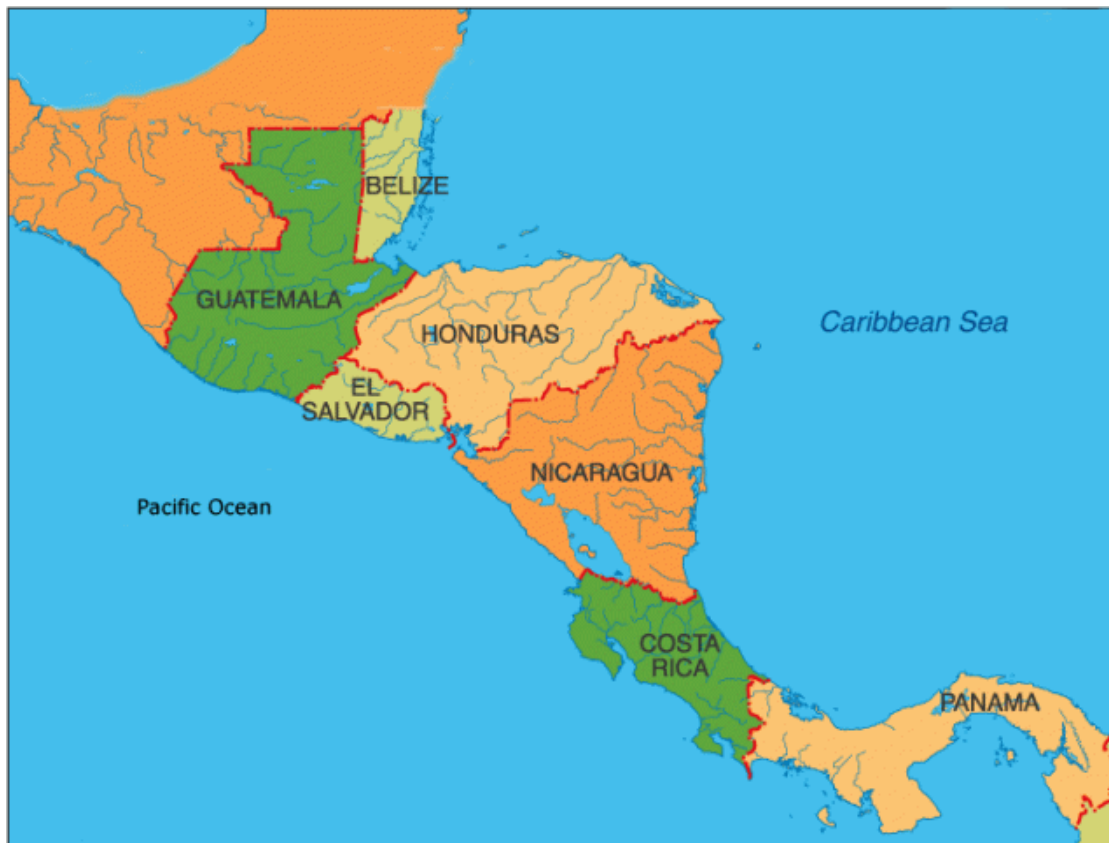 BELIZE
GUATEMALA
HONDURAS
Caribbean Sea
EL
SALVADOR
NICARAGUA
Pacific Ocean
COSTA
RICA
PANAMA